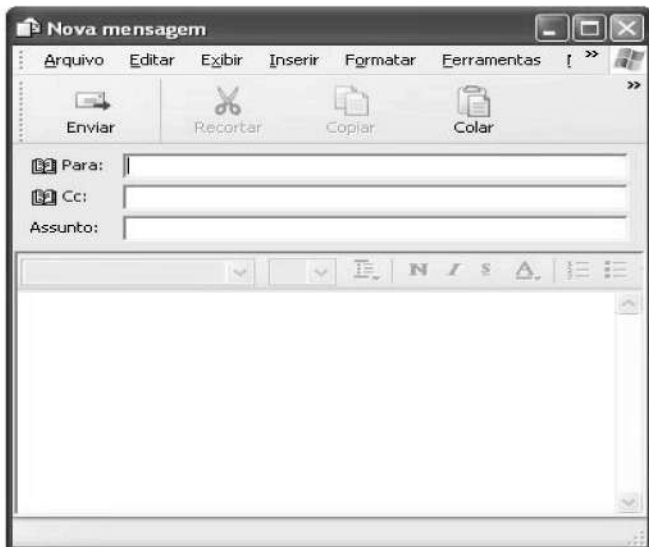 Nova mensagem
Arquivo Editar Exibir Inserir Formatar Ferramentas »
»
Enviar Recortar Copiar Colar
Para:
Cc:
Assunto:
N I S A